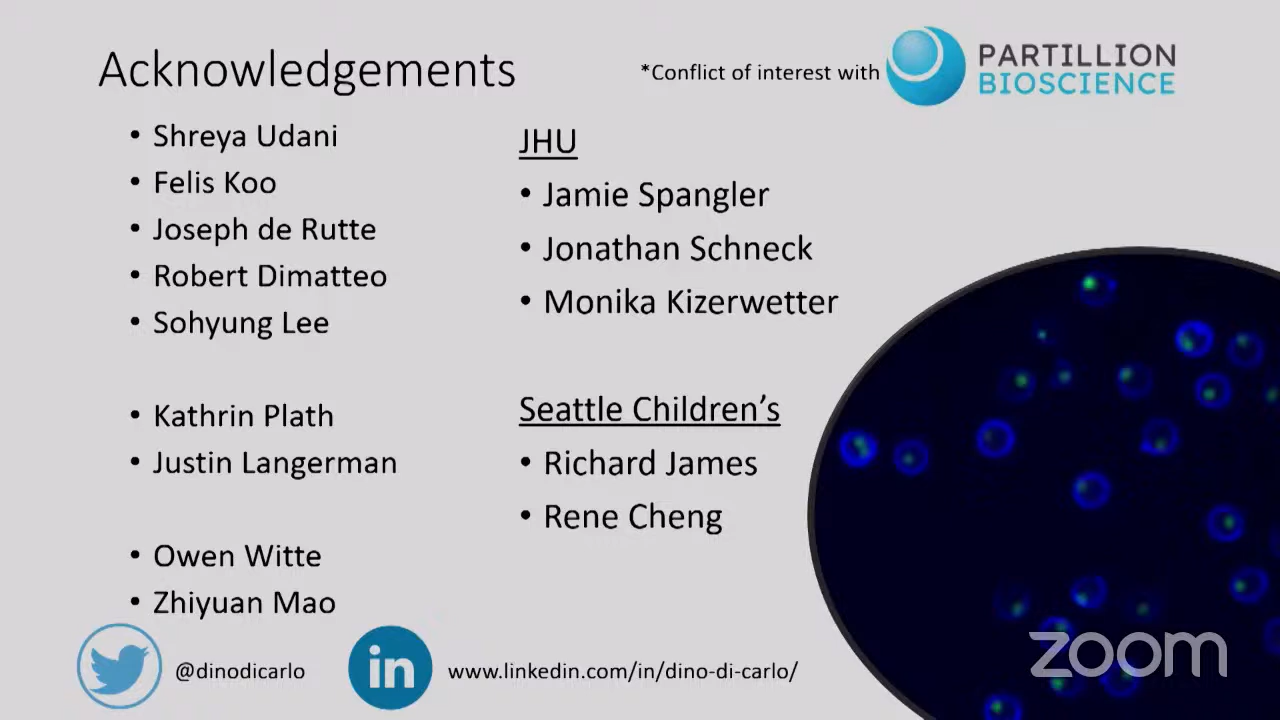 Acknowledgements
*Conflict of interest with
PARTILLION
BIOSCIENCE
• Shreya Udani
• Felis Koo
• Joseph de Rutte
• Robert Dimatteo
• Sohyung Lee
• Kathrin Plath
• Justin Langerman
• Owen Witte
• Zhiyuan Mao
JHU
• Jamie Spangler
• Jonathan Schneck
• Monika Kizerwetter
Seattle Children’s
• Richard James
• Rene Cheng
@dinodicarlo
in
www.linkedin.com/in/dino-di-carlo/
zoom